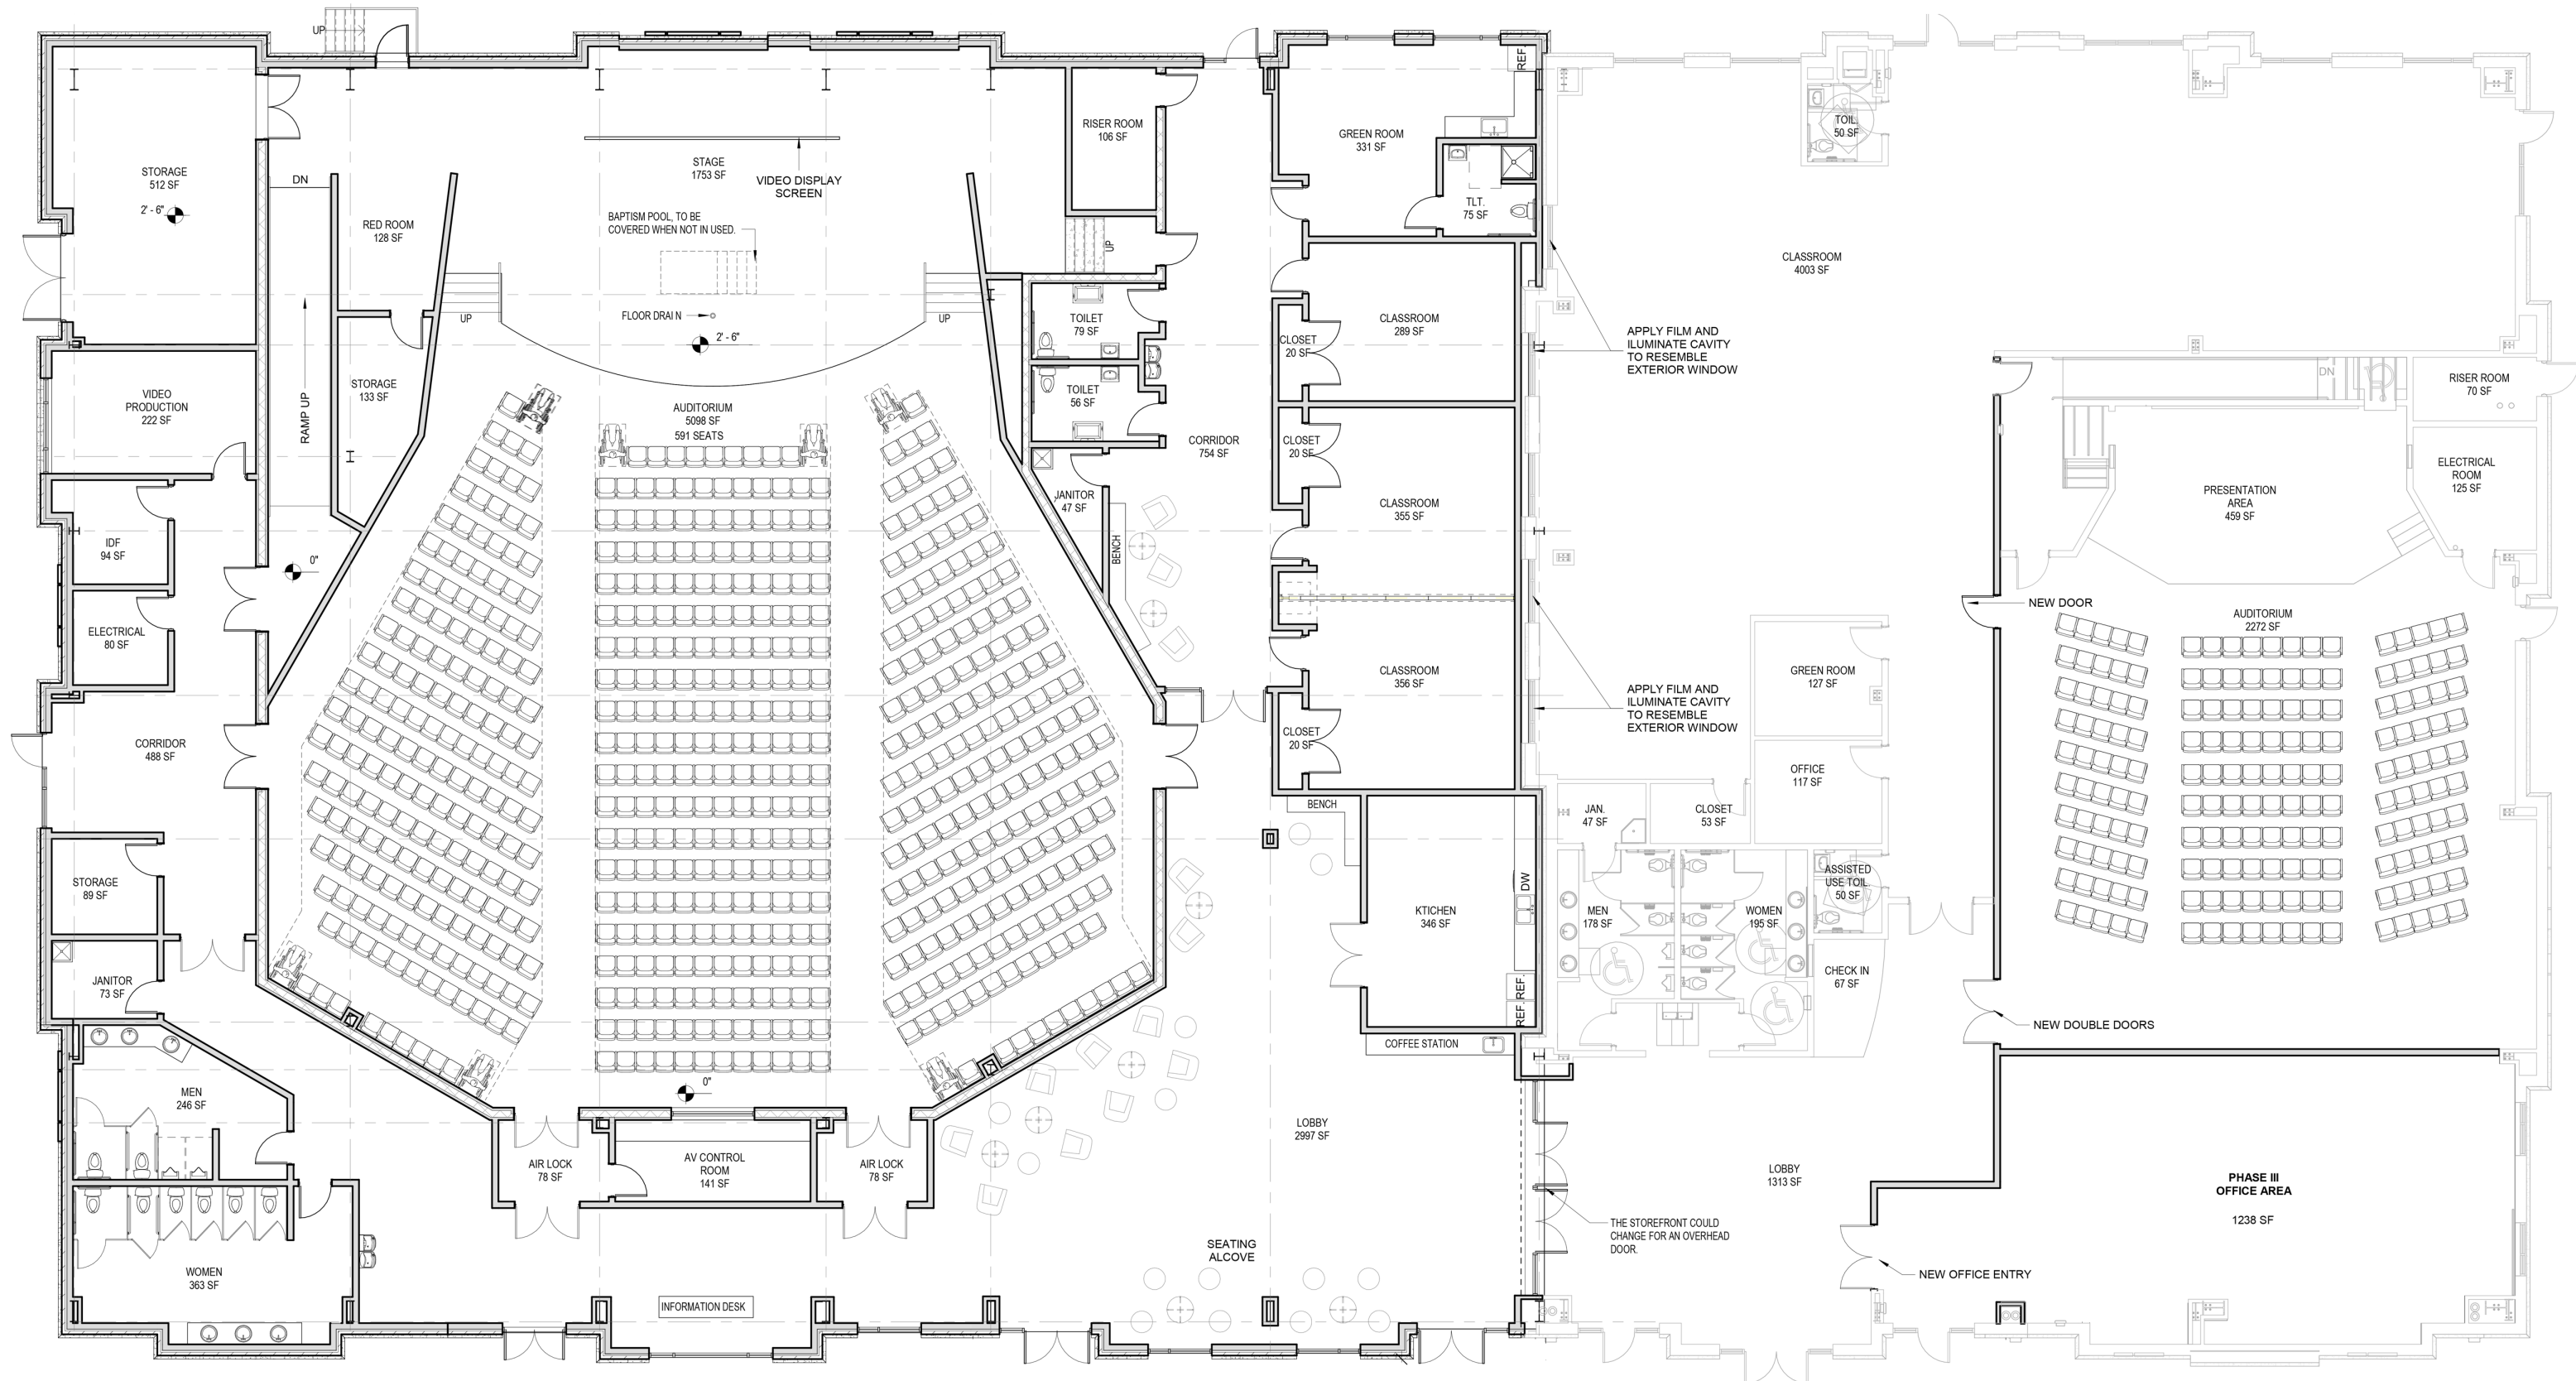 UP
REF.
STORAGE
512 SF
2' - 6"
DN
RED ROOM
128 SF
STAGE
1753 SF
VIDEO DISPLAY
SCREEN
BAPTISM POOL, TO BE
COVERED WHEN NOT IN USED.
RISER ROOM
106 SF
UP
GREEN ROOM
331 SF
TLT.
75 SF
TOIL.
50 SF
CLASSROOM
4003 SF
UP
FLOOR DRAI N
UP
2' - 6"
TOILET
79 SF
CLOSET
20 SF
CLASSROOM
289 SF
APPLY FILM AND
ILUMINATE CAVITY
TO RESEMBLE
EXTERIOR WINDOW
DN
RISER ROOM
70 SF
VIDEO
PRODUCTION
222 SF
RAMP UP
STORAGE
133 SF
AUDITORIUM
5098 SF
591 SEATS
TOILET
56 SF
CORRIDOR
754 SF
CLOSET
20 SF
CLASSROOM
355 SF
JANITOR
47 SF
BENCH
PRESENTATION
AREA
459 SF
ELECTRICAL
ROOM
125 SF
IDF
94 SF
0"
ELECTRICAL
80 SF
NEW DOOR
AUDITORIUM
2272 SF
CLASSROOM
356 SF
APPLY FILM AND
ILUMINATE CAVITY
TO RESEMBLE
EXTERIOR WINDOW
GREEN ROOM
127 SF
CORRIDOR
488 SF
CLOSET
20 SF
OFFICE
117 SF
BENCH
JAN.
47 SF
CLOSET
53 SF
STORAGE
89 SF
KTICHEN
346 SF
DW
MEN
178 SF
WOMEN
195 SF
ASSISTED
USE TOIL.
50 SF
JANITOR
73 SF
REF.
REF.
CHECK IN
67 SF
NEW DOUBLE DOORS
COFFEE STATION
MEN
246 SF
0"
LOBBY
2997 SF
AIR LOCK
78 SF
AV CONTROL
ROOM
141 SF
AIR LOCK
78 SF
LOBBY
1313 SF
PHASE III
OFFICE AREA
1238 SF
THE STOREFRONT COULD
CHANGE FOR AN OVERHEAD
DOOR.
SEATING
ALCOVE
WOMEN
363 SF
NEW OFFICE ENTRY
INFORMATION DESK